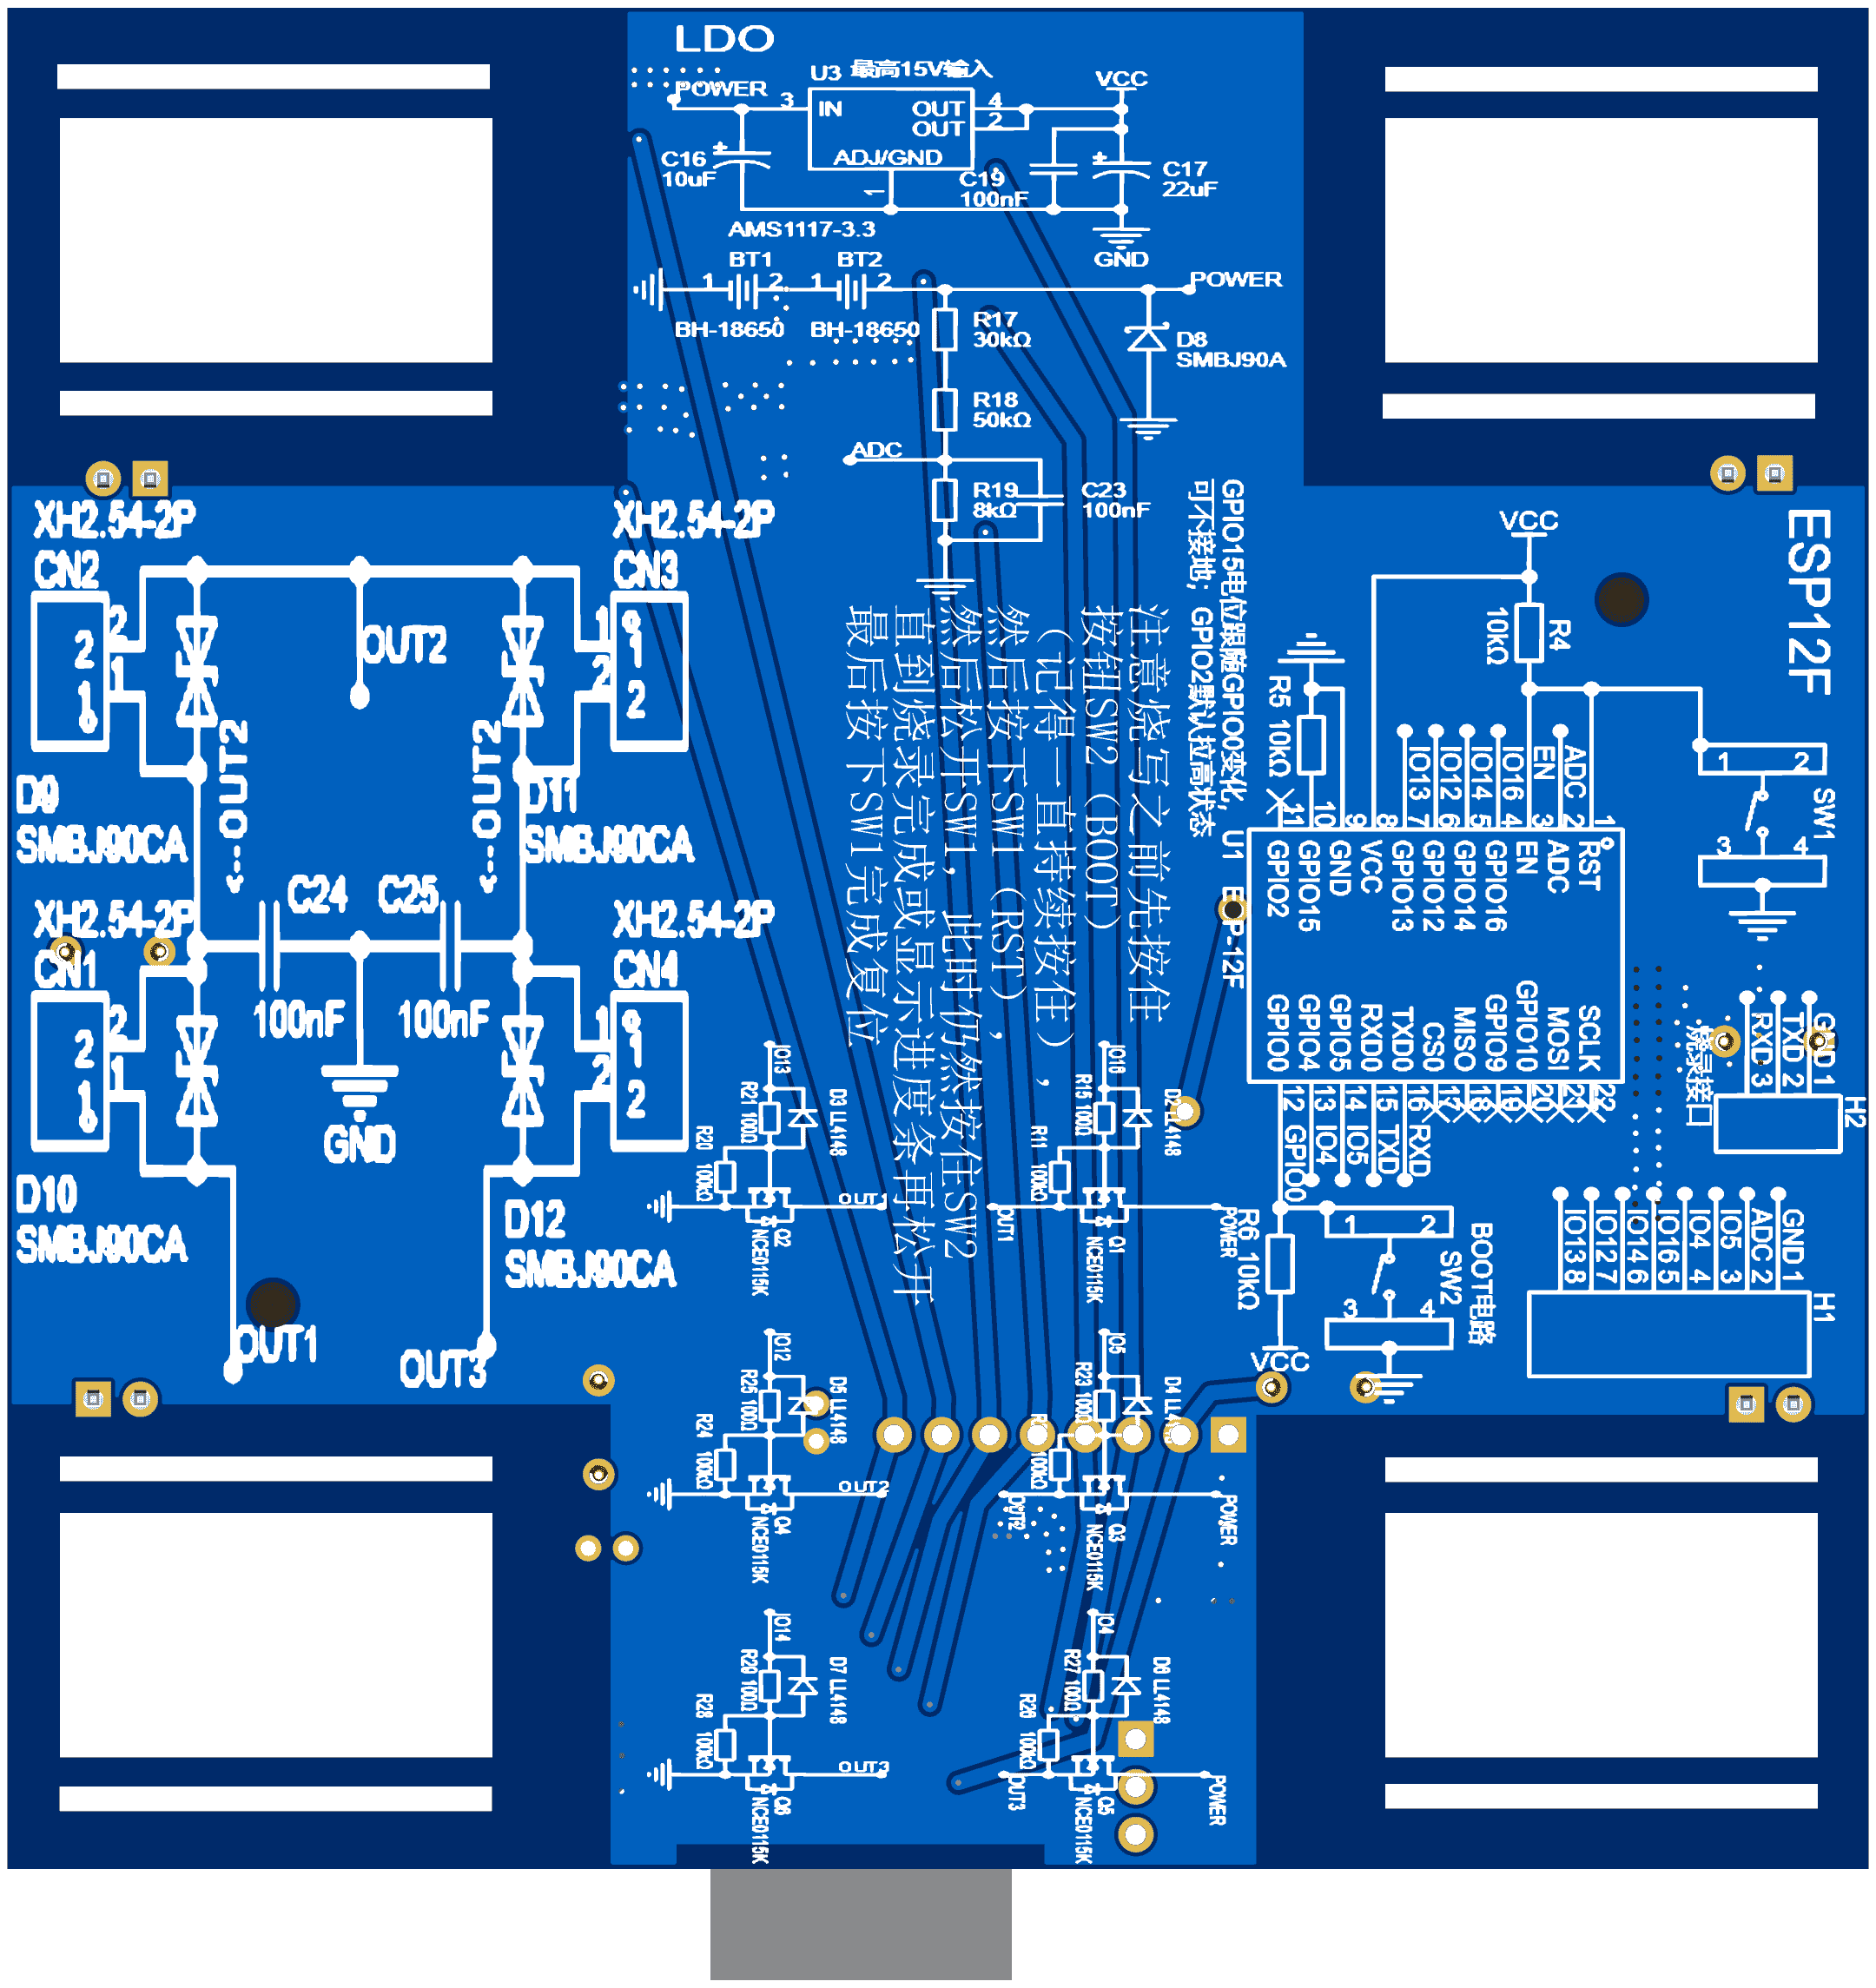 LDO
U3
最高15V输入
POWER
3
IN
OUT
4
OUT
2
ADJ/GND
1
VCC
C16
10uF
C19
100nF
C17
22uF
AMS1117-3.3
GND
BT1
BT2
1
2
1
2
BH-18650
BH-18650
POWER
R17
30kΩ
D8
SMBJ90A
R18
50kΩ
ADC
R19
8kΩ
C23
100nF
XH2.54-2P
CN2
2
1
2
1
XH2.54-2P
CN3
1
2
1
2
OUT2
<--OUT2
<--OUT2
D9
SMBJ90CA
D11
SMBJ90CA
C24
C25
100nF
100nF
XH2.54-2P
CN1
2
1
2
1
XH2.54-2P
CN4
1
2
1
2
GND
D10
SMBJ90CA
D12
SMBJ90CA
OUT1
OUT3
GPIO15电位跟随GPIO0变化,
可不接地; GPIO2默认拉高状态
注意烧写之前先按住
按钮SW2 (BOOT)
(记得一直持续按住)
然后按下SW1 (RST),
然后松开SW1, 此时仍然按住SW2
直到烧录完成或显示进度条再松开
最后按下SW1完成复位
ESP12F
VCC
R4
10kΩ
R5 10kΩ
IO13
IO12
IO14
IO16
EN
ADC
11
10
9
8
7
6
5
4
3
2
1
U1
ESP-12F
GPIO2
GPIO15
GND
VCC
GPIO13
GPIO12
GPIO14
GPIO16
EN
ADC
RST
GPIO0
GPIO4
GPIO5
RXD0
TXD0
CS0
MISO
GPIO9
GPIO10
MOSI
SCLK
12
13
14
15
16
17
18
19
20
21
22
GPIO0
IO4
IO5
TXD
RXD
1
2
SW1
3
4
烧录接口
RXD 3
TXD 2
GND 1
H2
R6 10kΩ
VCC
1
2
SW2
3
4
BOOT电路
IO13 8
IO12 7
IO14 6
IO16 5
IO4 4
IO5 3
ADC 2
GND 1
H1
IO13
R21 100Ω
D3 LL4148
R20
100kΩ
OUT1
Q2
NCE0115K
IO16
R15 100Ω
D2 LL4148
R11
100kΩ
OUT1
Q1
NCE0115K
POWER
IO12
R25 100Ω
D5 LL4148
R24
100kΩ
OUT2
Q4
NCE0115K
IO5
R23 100Ω
100kΩ
OUT2
Q3
NCE0115K
POWER
IO14
R29 100Ω
D7 LL4148
R28
100kΩ
OUT3
Q6
NCE0115K
IO4
R27 100Ω
D6 LL4148
R26
100kΩ
OUT3
Q5
NCE0115K
POWER